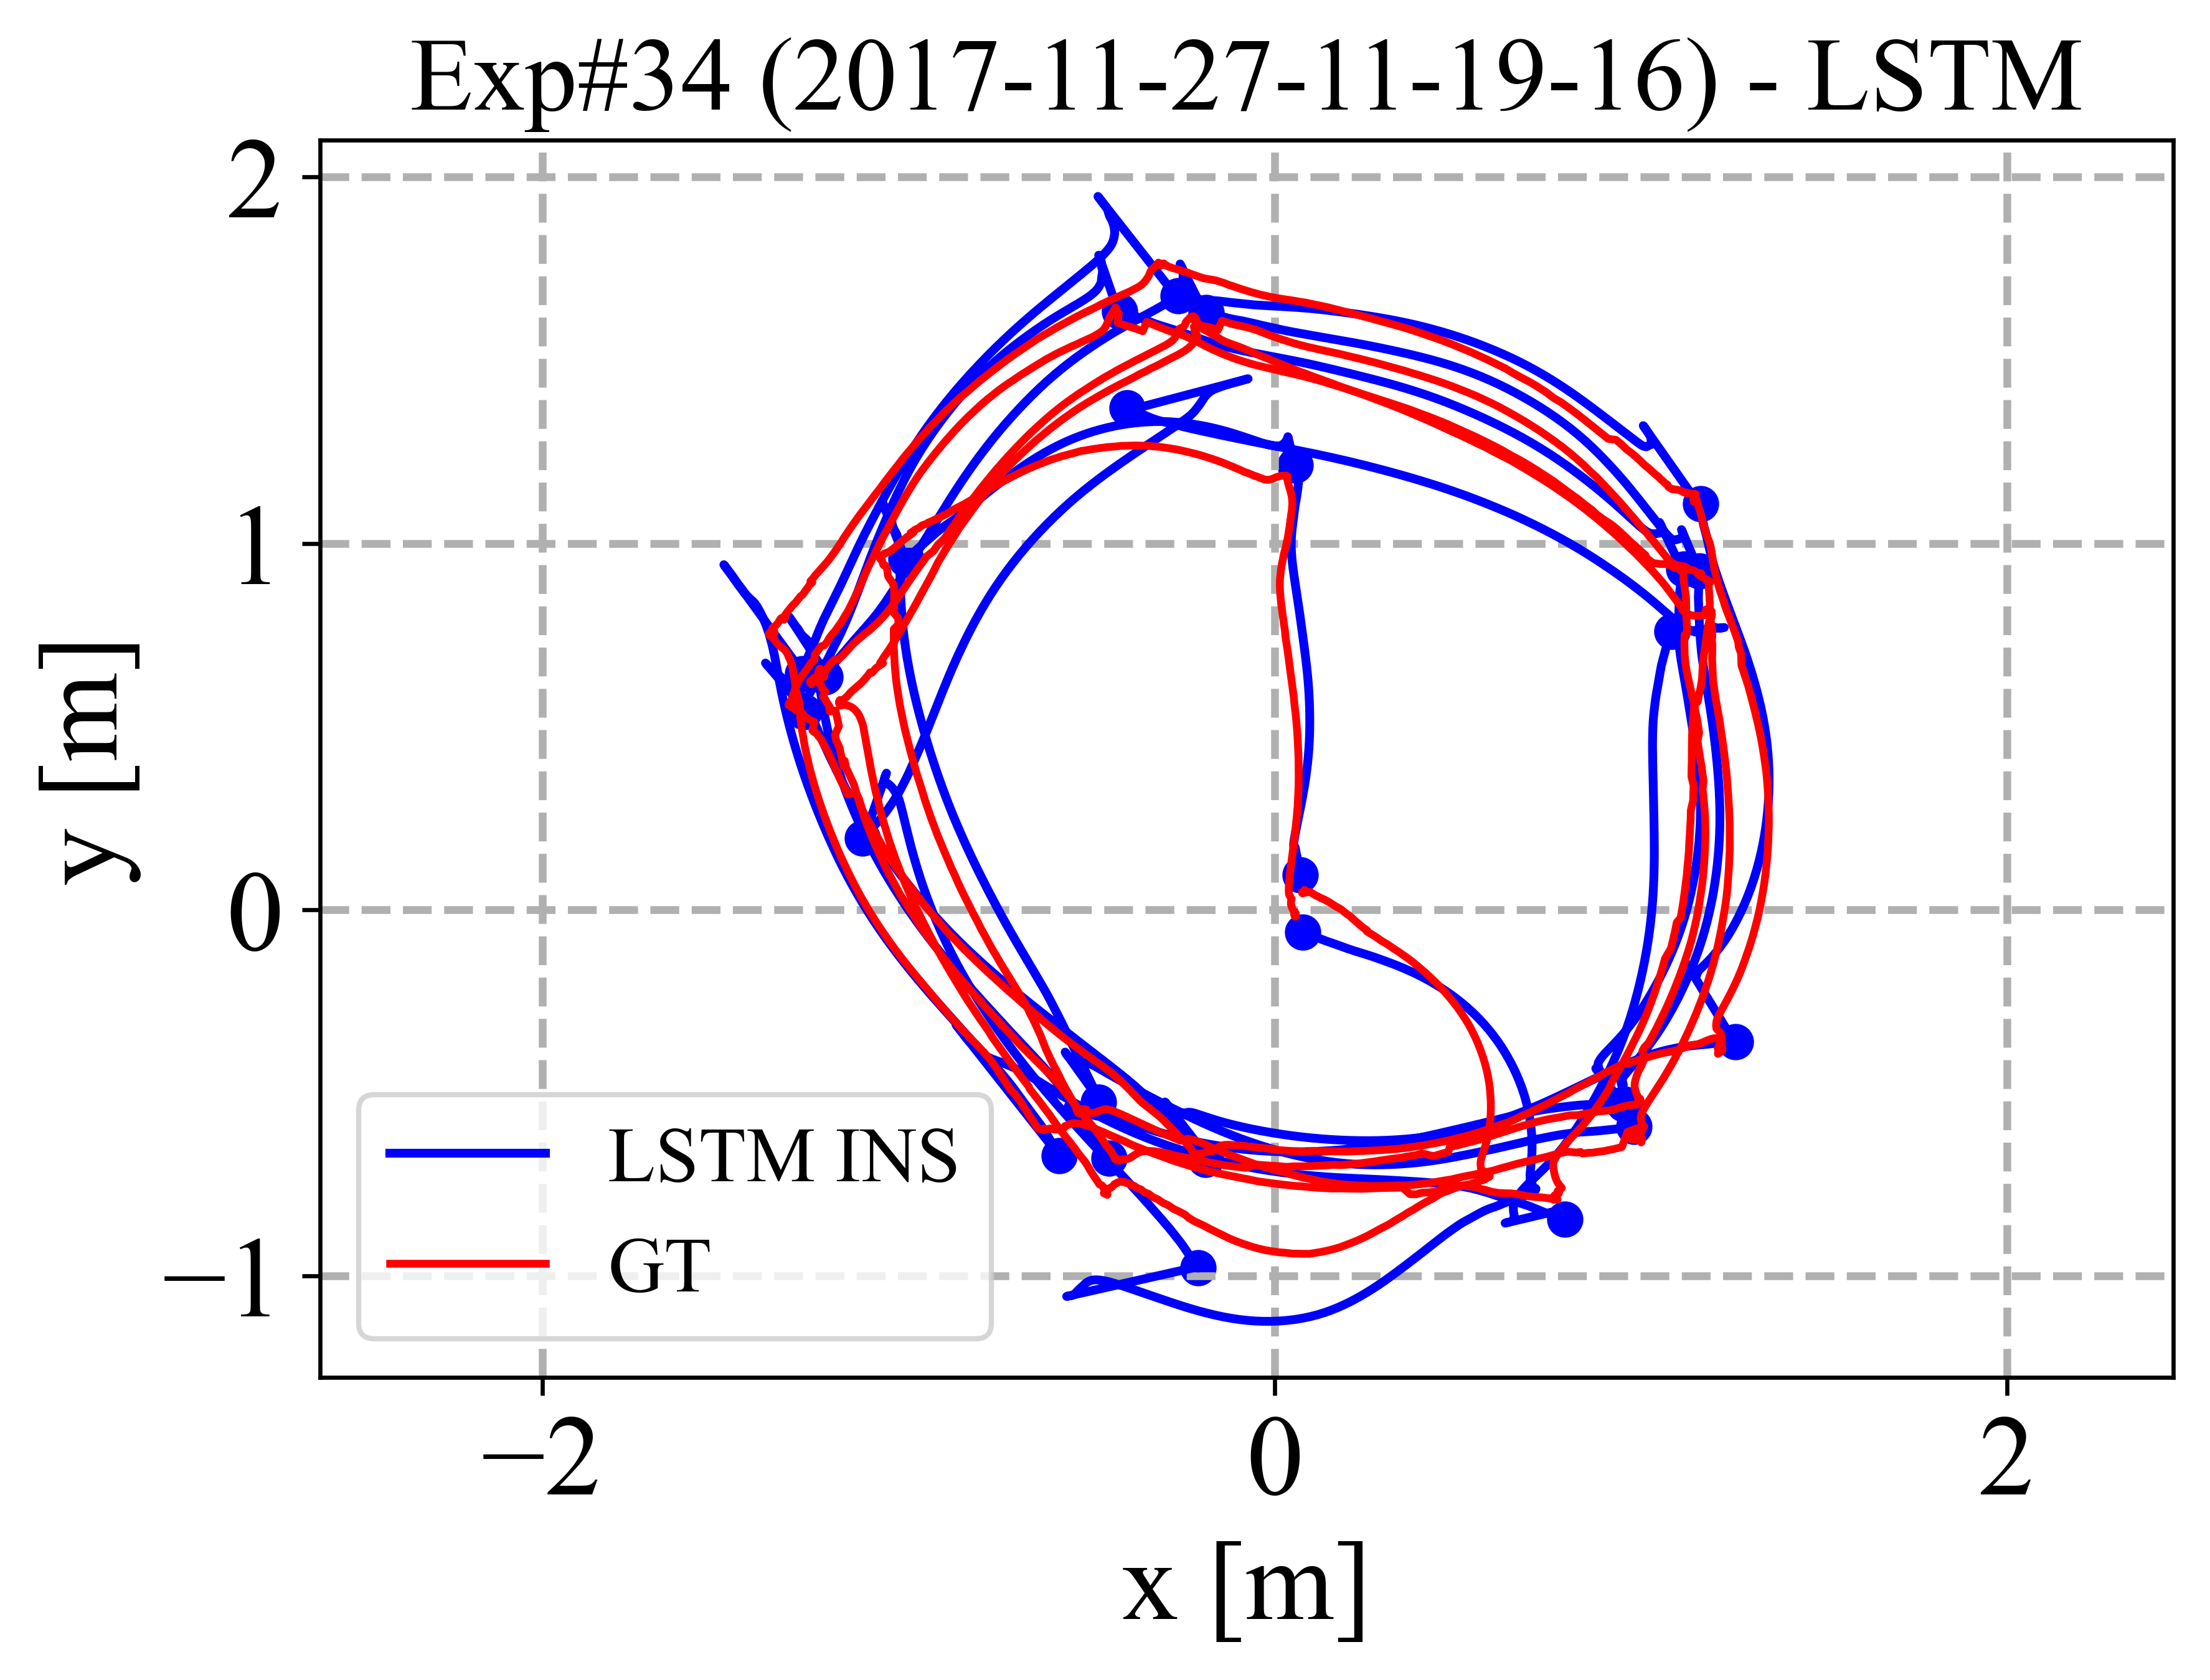 Exp#34 (2017-11-27-11-19-16) - LSTM
2
1
0
−1
y [m]
LSTM INS
GT
−2
0
2
x [m]